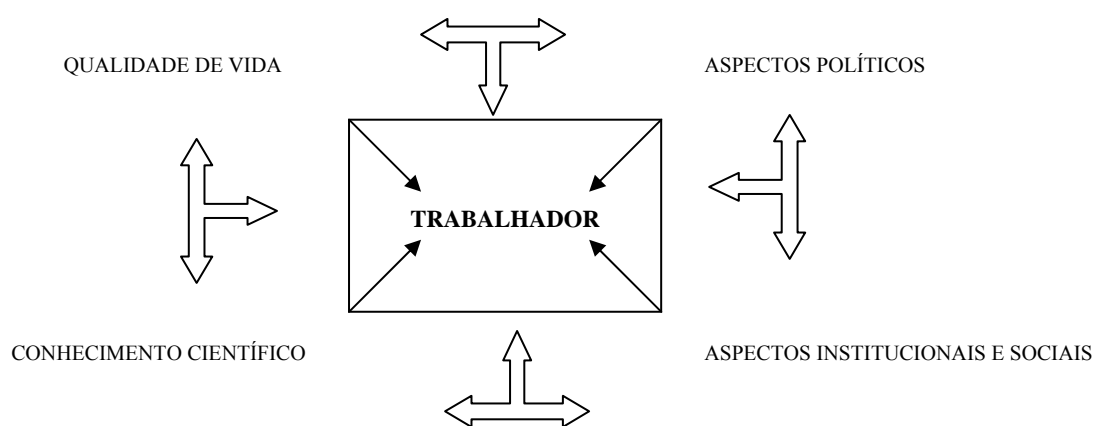 QUALIDADE DE VIDA
ASPECTOS POLÍTICOS
TRABALHADOR
CONHECIMENTO CIENTÍFICO
ASPECTOS INSTITUCIONAIS E SOCIAIS